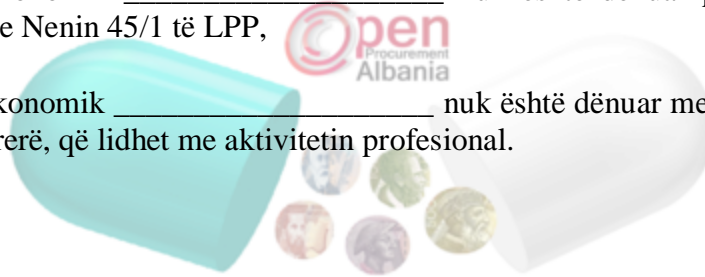 e Nenin 45/1 të LPP,
Open
Procurement
Albania
konomik ____________________ nuk është dënuar me
rerë, që lidhet me aktivitetin profesional.